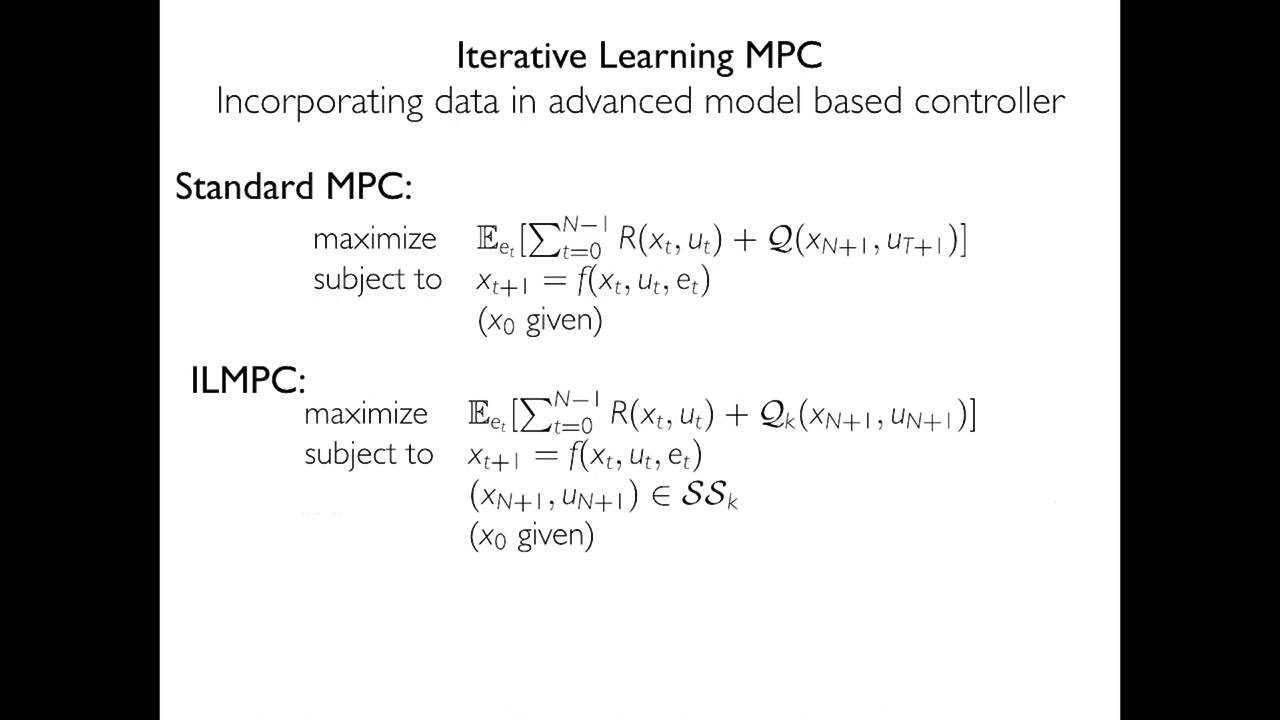 Iterative Learning MPC
Incorporating data in advanced model based controller
Standard MPC:
maximize 𝔼_{e_t}[∑_{t=0}^{N−1} R(x_t, u_t) + 𝒬(x_{N+1}, u_{T+1})]
subject to x_{t+1} = f(x_t, u_t, e_t)
(x_0 given)
ILMPC:
maximize 𝔼_{e_t}[∑_{t=0}^{N−1} R(x_t, u_t) + 𝒬_k(x_{N+1}, u_{N+1})]
subject to x_{t+1} = f(x_t, u_t, e_t)
(x_{N+1}, u_{N+1}) ∈ 𝒮𝒮_k
(x_0 given)